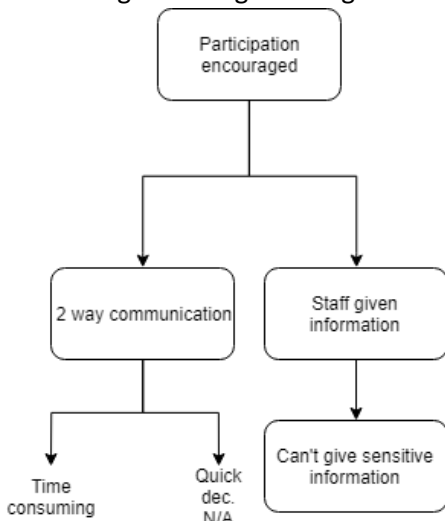 Participation
encouraged
2 way communication
Staff given
information
Can't give sensitive
information
Time
consuming
Quick
dec.
N/A